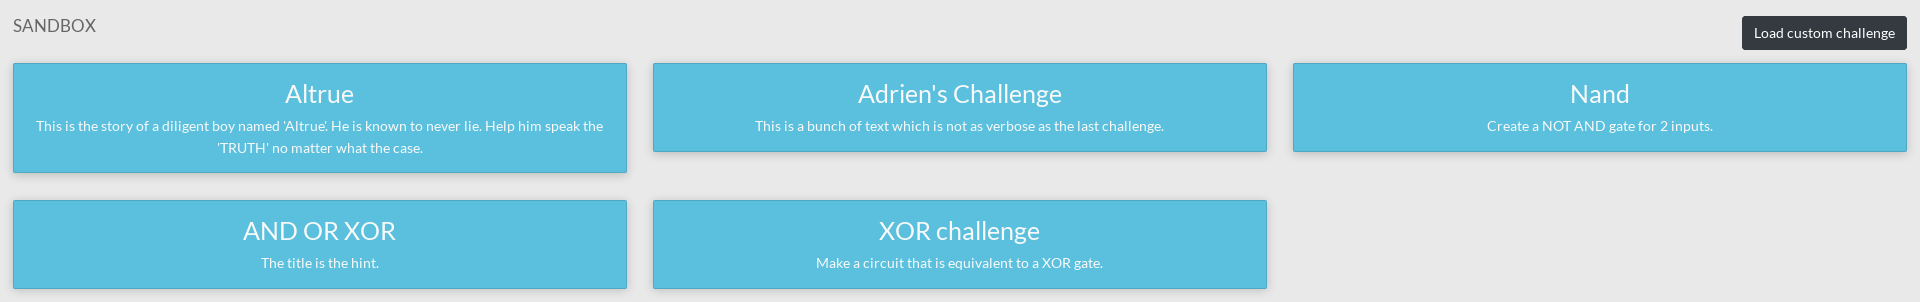 SANDBOX
Load custom challenge
Altrue
This is the story of a diligent boy named 'Altrue'. He is known to never lie. Help him speak the
'TRUTH' no matter what the case.
Adrien's Challenge
This is a bunch of text which is not as verbose as the last challenge.
Nand
Create a NOT AND gate for 2 inputs.
AND OR XOR
The title is the hint.
XOR challenge
Make a circuit that is equivalent to a XOR gate.